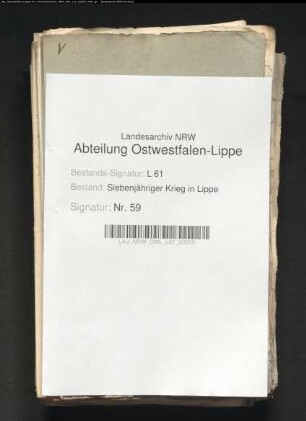 Landesarchiv NRW
Abteilung Ostwestfalen-Lippe
Bestands-Signatur: L 61
Bestand: Siebenjähriger Krieg in Lippe
Signatur: Nr. 59